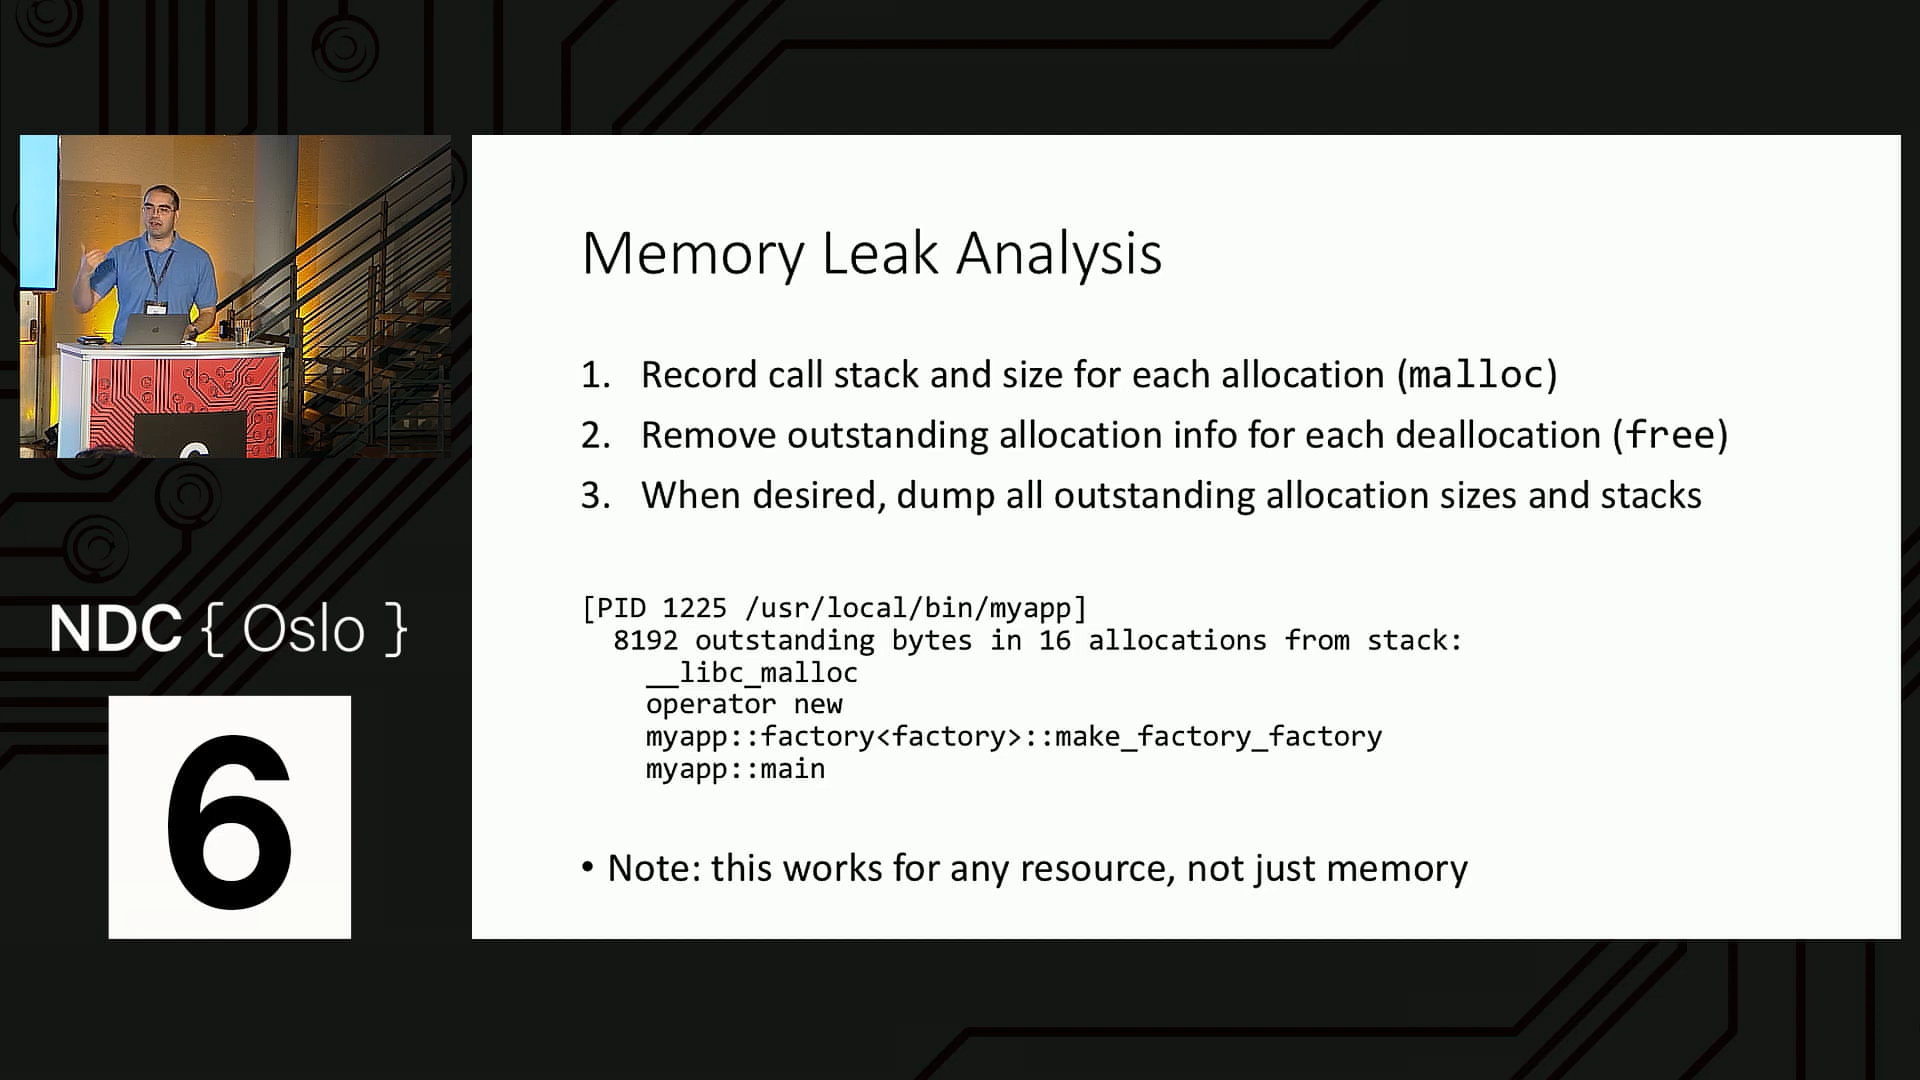 Memory Leak Analysis
1. Record call stack and size for each allocation (malloc)
2. Remove outstanding allocation info for each deallocation (free)
3. When desired, dump all outstanding allocation sizes and stacks
[PID 1225 /usr/local/bin/myapp]
8192 outstanding bytes in 16 allocations from stack:
__libc_malloc
operator new
myapp::factory<factory>::make_factory_factory
myapp::main
• Note: this works for any resource, not just memory
NDC { Oslo }
6